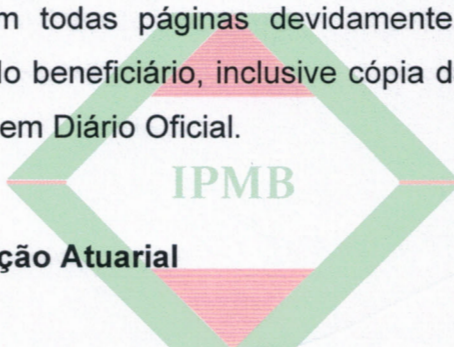 m todas páginas devidamente
lo beneficiário, inclusive cópia d
em Diário Oficial.
IPMB
ção Atuarial